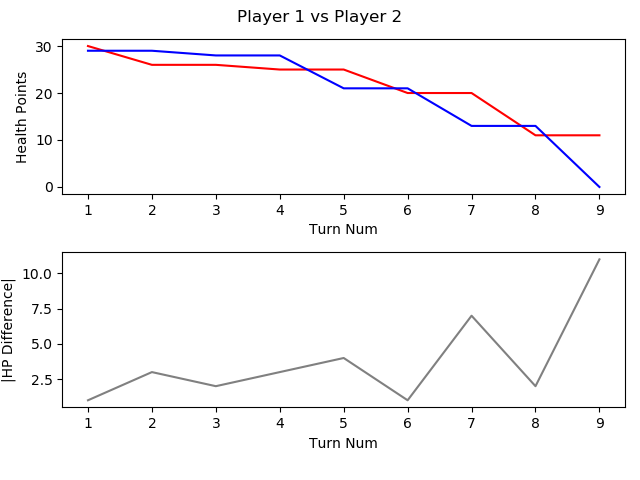 Player 1 vs Player 2
Health Points
30
20
10
0
1 2 3 4 5 6 7 8 9
Turn Num
|HP Difference|
10.0
7.5
5.0
2.5
1 2 3 4 5 6 7 8 9
Turn Num